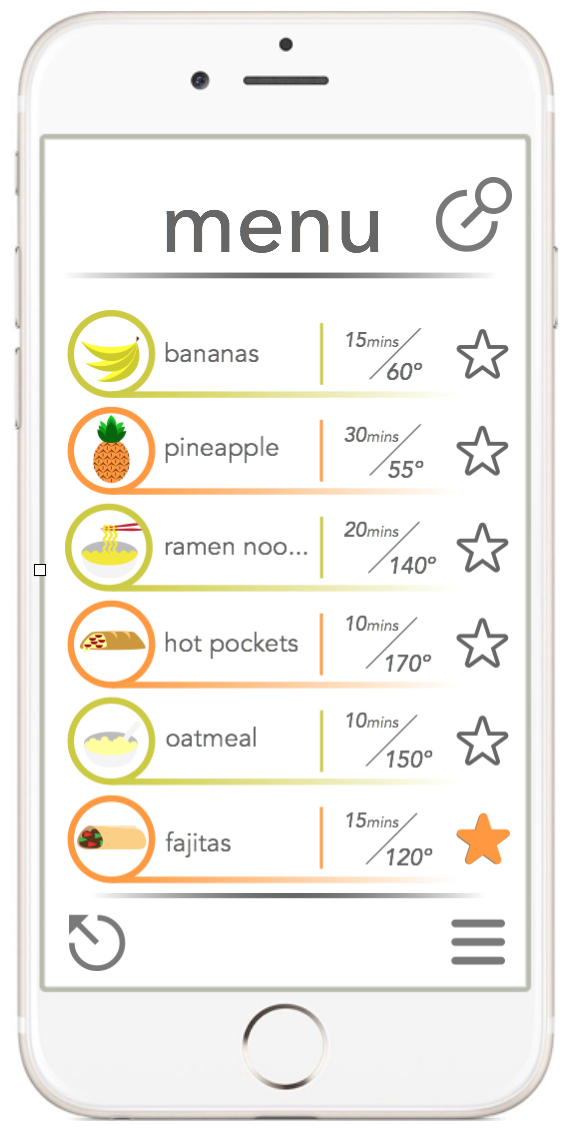 menu
bananas 15mins 60°
pineapple 30mins 55°
ramen noo... 20mins 140°
hot pockets 10mins 170°
oatmeal 10mins 150°
fajitas 15mins 120°